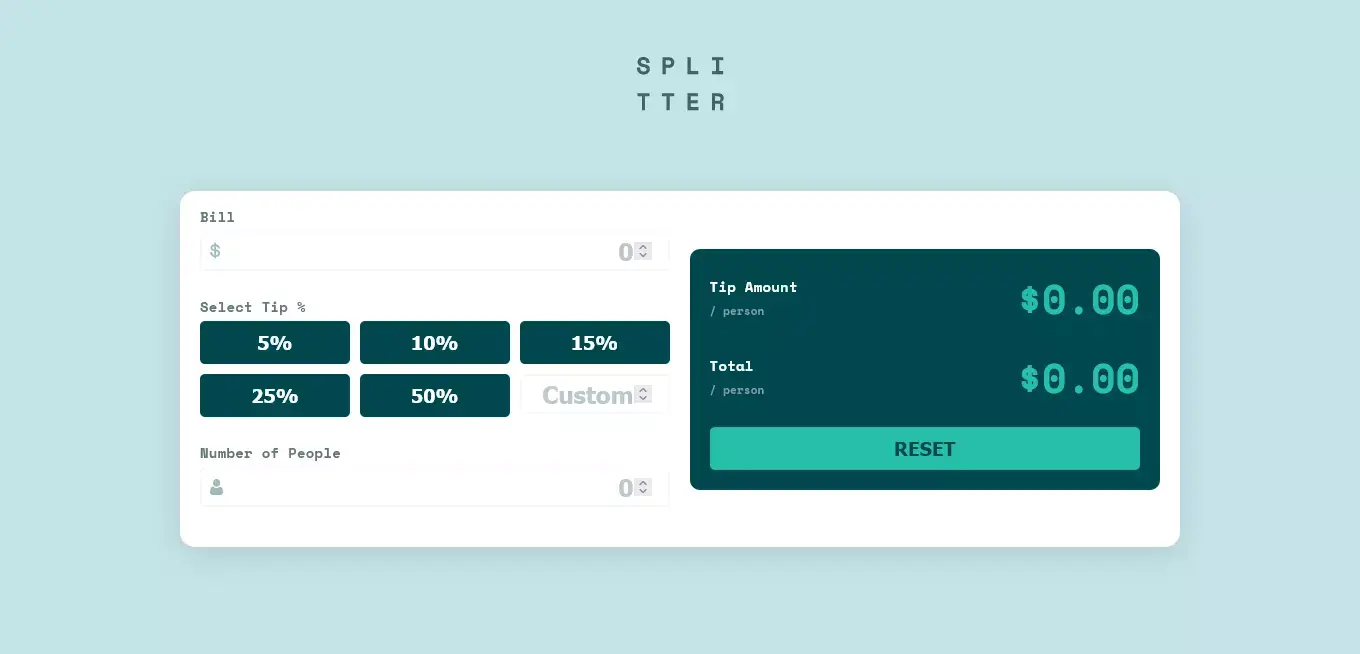 SPLI
TTER
Bill
$ 0
Select Tip %
5% 10% 15%
25% 50% Custom
Number of People
0
Tip Amount
/ person
$0.00
Total
/ person
$0.00
RESET